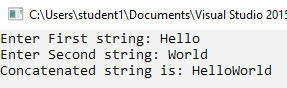 C:\Users\student1\Documents\Visual Studio 2015
Enter First string: Hello
Enter Second string: World
Concatenated string is: HelloWorld